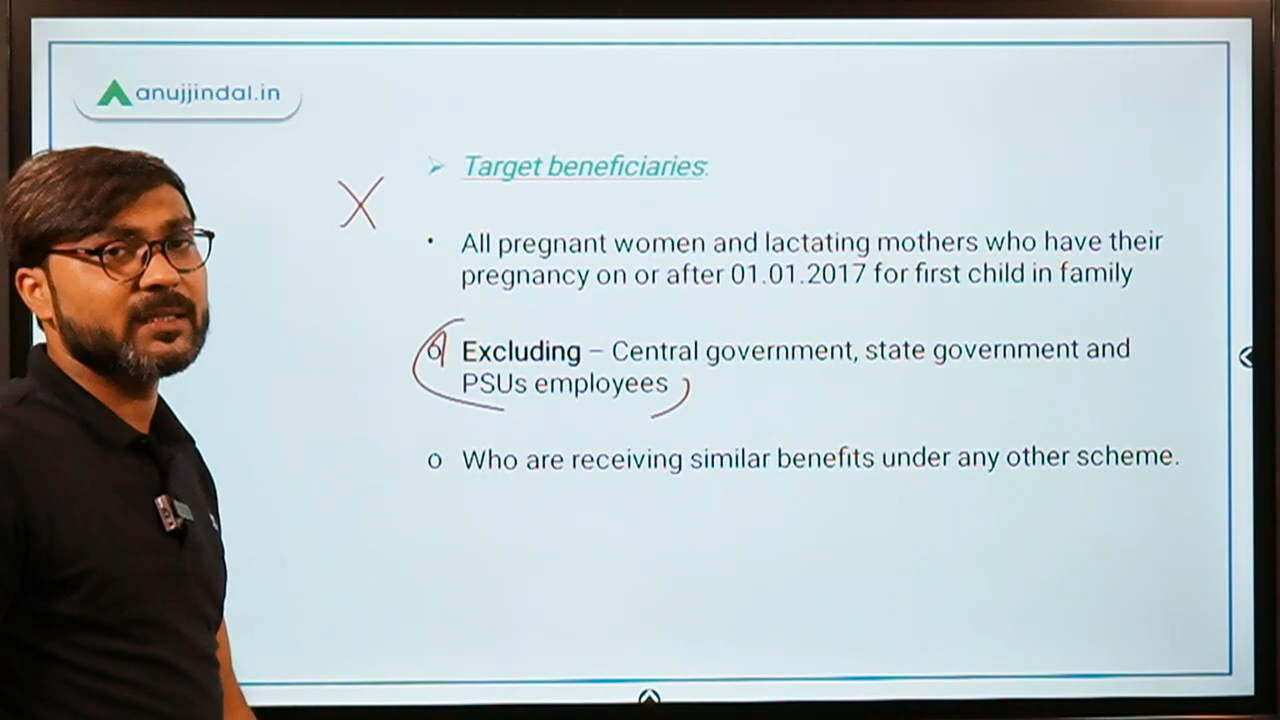 anujjindal.in
Target beneficiaries:
All pregnant women and lactating mothers who have their
pregnancy on or after 01.01.2017 for first child in family
Excluding – Central government, state government and
PSUs employees
o Who are receiving similar benefits under any other scheme.